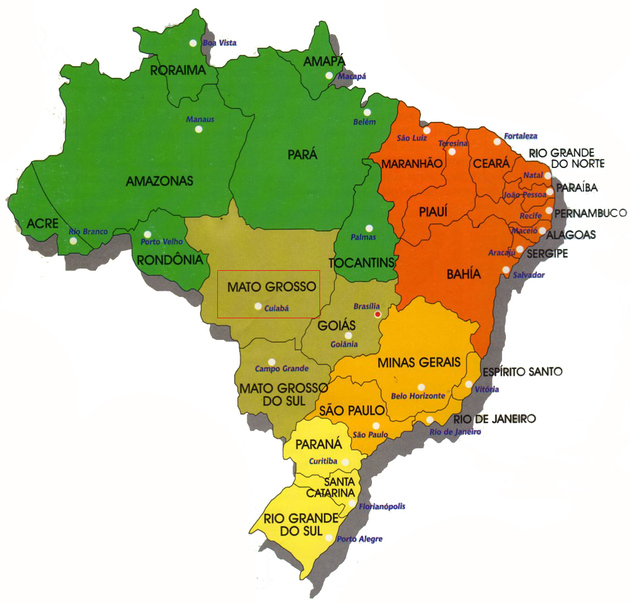 Boa Vista
RORAIMA
AMAPÁ
Macapá
Manaus
Belém
São Luiz
Teresina
Fortaleza
PARÁ
MARANHÃO
CEARÁ
RIO GRANDE
DO NORTE
Natal
AMAZONAS
João Pessoa
PARAÍBA
PIAUÍ
Recife
PERNAMBUCO
ACRE
Rio Branco
Porto Velho
Palmas
Maceió
ALAGOAS
RONDÔNIA
TOCANTINS
Aracaju
SERGIPE
BAHÍA
Salvador
MATO GROSSO
Cuiabá
Brasília
GOIÁS
Goiânia
Campo Grande
MINAS GERAIS
ESPÍRITO SANTO
MATO GROSSO
DO SUL
Belo Horizonte
Vitória
SÃO PAULO
São Paulo
RIO DE JANEIRO
Rio de Janeiro
PARANÁ
Curitiba
SANTA
CATARINA
Florianópolis
RIO GRANDE
DO SUL
Porto Alegre